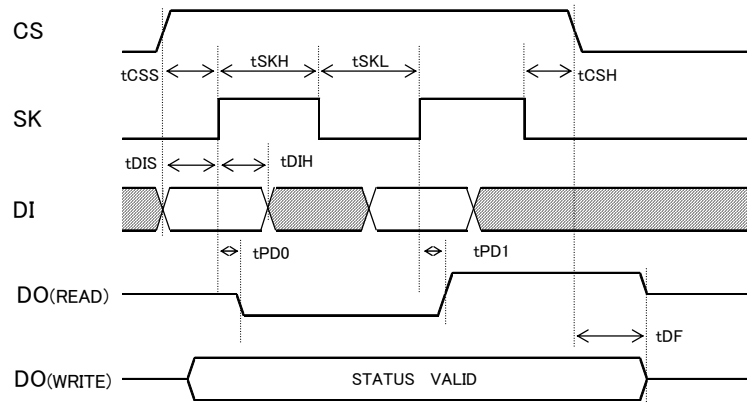 CS
tCSS
tSKH
tSKL
tCSH
SK
tDIS
tDIH
DI
tPD0
tPD1
DO(READ)
tDF
DO(WRITE)
STATUS VALID